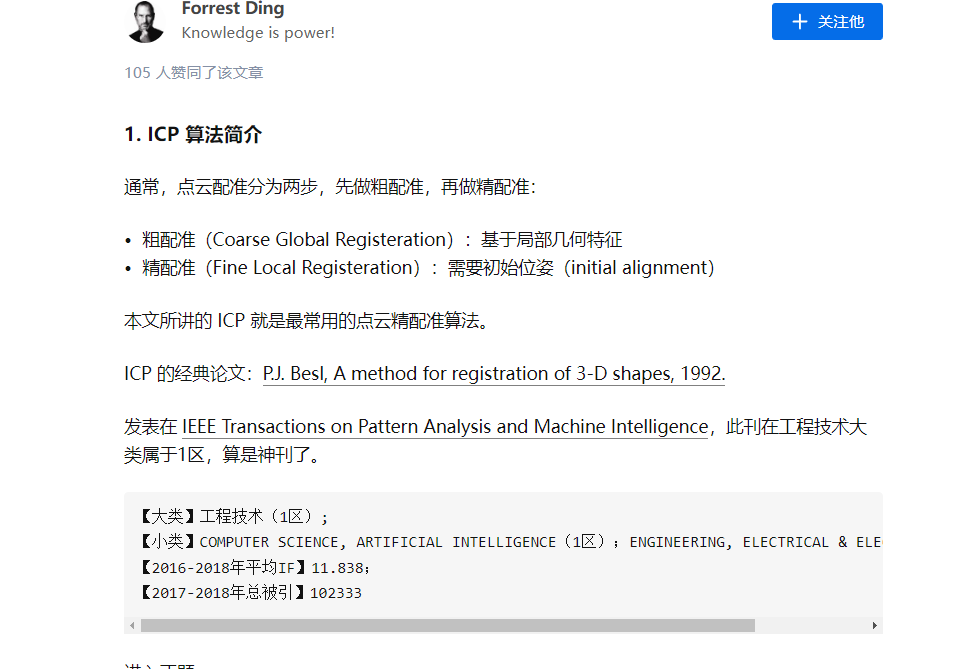 Forrest Ding
Knowledge is power!
关注他
105 人赞同了该文章
1. ICP 算法简介
通常，点云配准分为两步，先做粗配准，再做精配准：
• 粗配准（Coarse Global Registeration）：基于局部几何特征
• 精配准（Fine Local Registeration）：需要初始位姿（initial alignment）
本文所讲的 ICP 就是最常用的点云精配准算法。
ICP 的经典论文：P.J. Besl, A method for registration of 3-D shapes, 1992.
发表在 IEEE Transactions on Pattern Analysis and Machine Intelligence，此刊在工程技术大
类属于1区，算是神刊了。
【大类】工程技术（1区）;
【小类】COMPUTER SCIENCE, ARTIFICIAL INTELLIGENCE（1区）；ENGINEERING, ELECTRICAL & ELE
【2016-2018年平均IF】11.838；
【2017-2018年总被引】102333